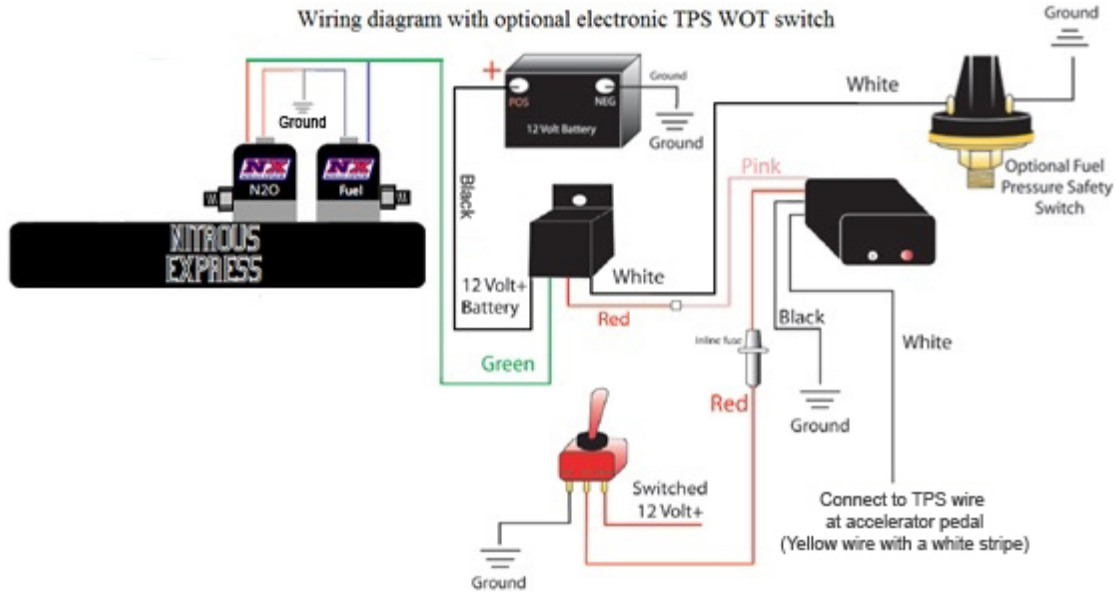 Wiring diagram with optional electronic TPS WOT switch
Ground
+
POS
NEG
12 Volt Battery
Ground
Ground
White
Ground
NX
N2O
NX
Fuel
Optional Fuel
Pressure Safety
Switch
Pink
Black
NITROUS
EXPRESS
12 Volt+
Battery
White
Red
Black
Inline fuse
White
Green
Red
Ground
Switched
12 Volt+
Connect to TPS wire
at accelerator pedal
(Yellow wire with a white stripe)
Ground